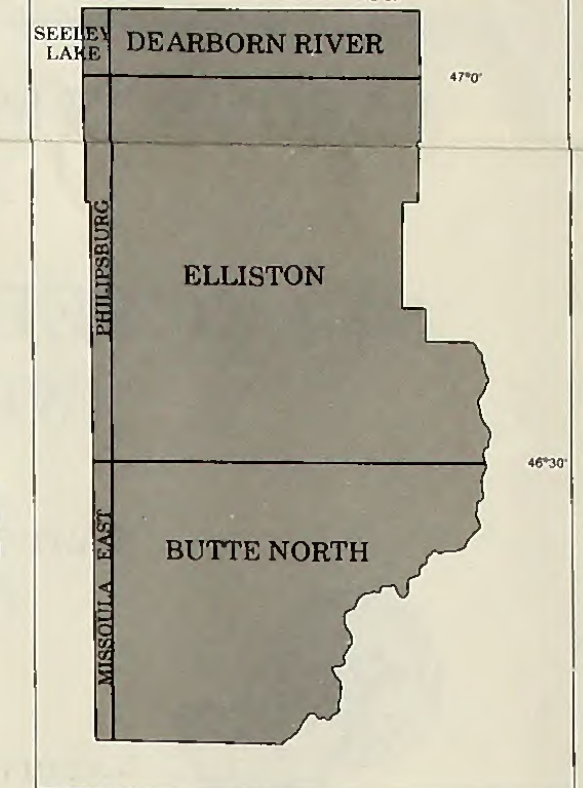 SEELEY
LAKE
DEARBORN RIVER
47°0'
PHILIPSBURG
ELLISTON
46°30'
MISSOULA EAST
BUTTE NORTH